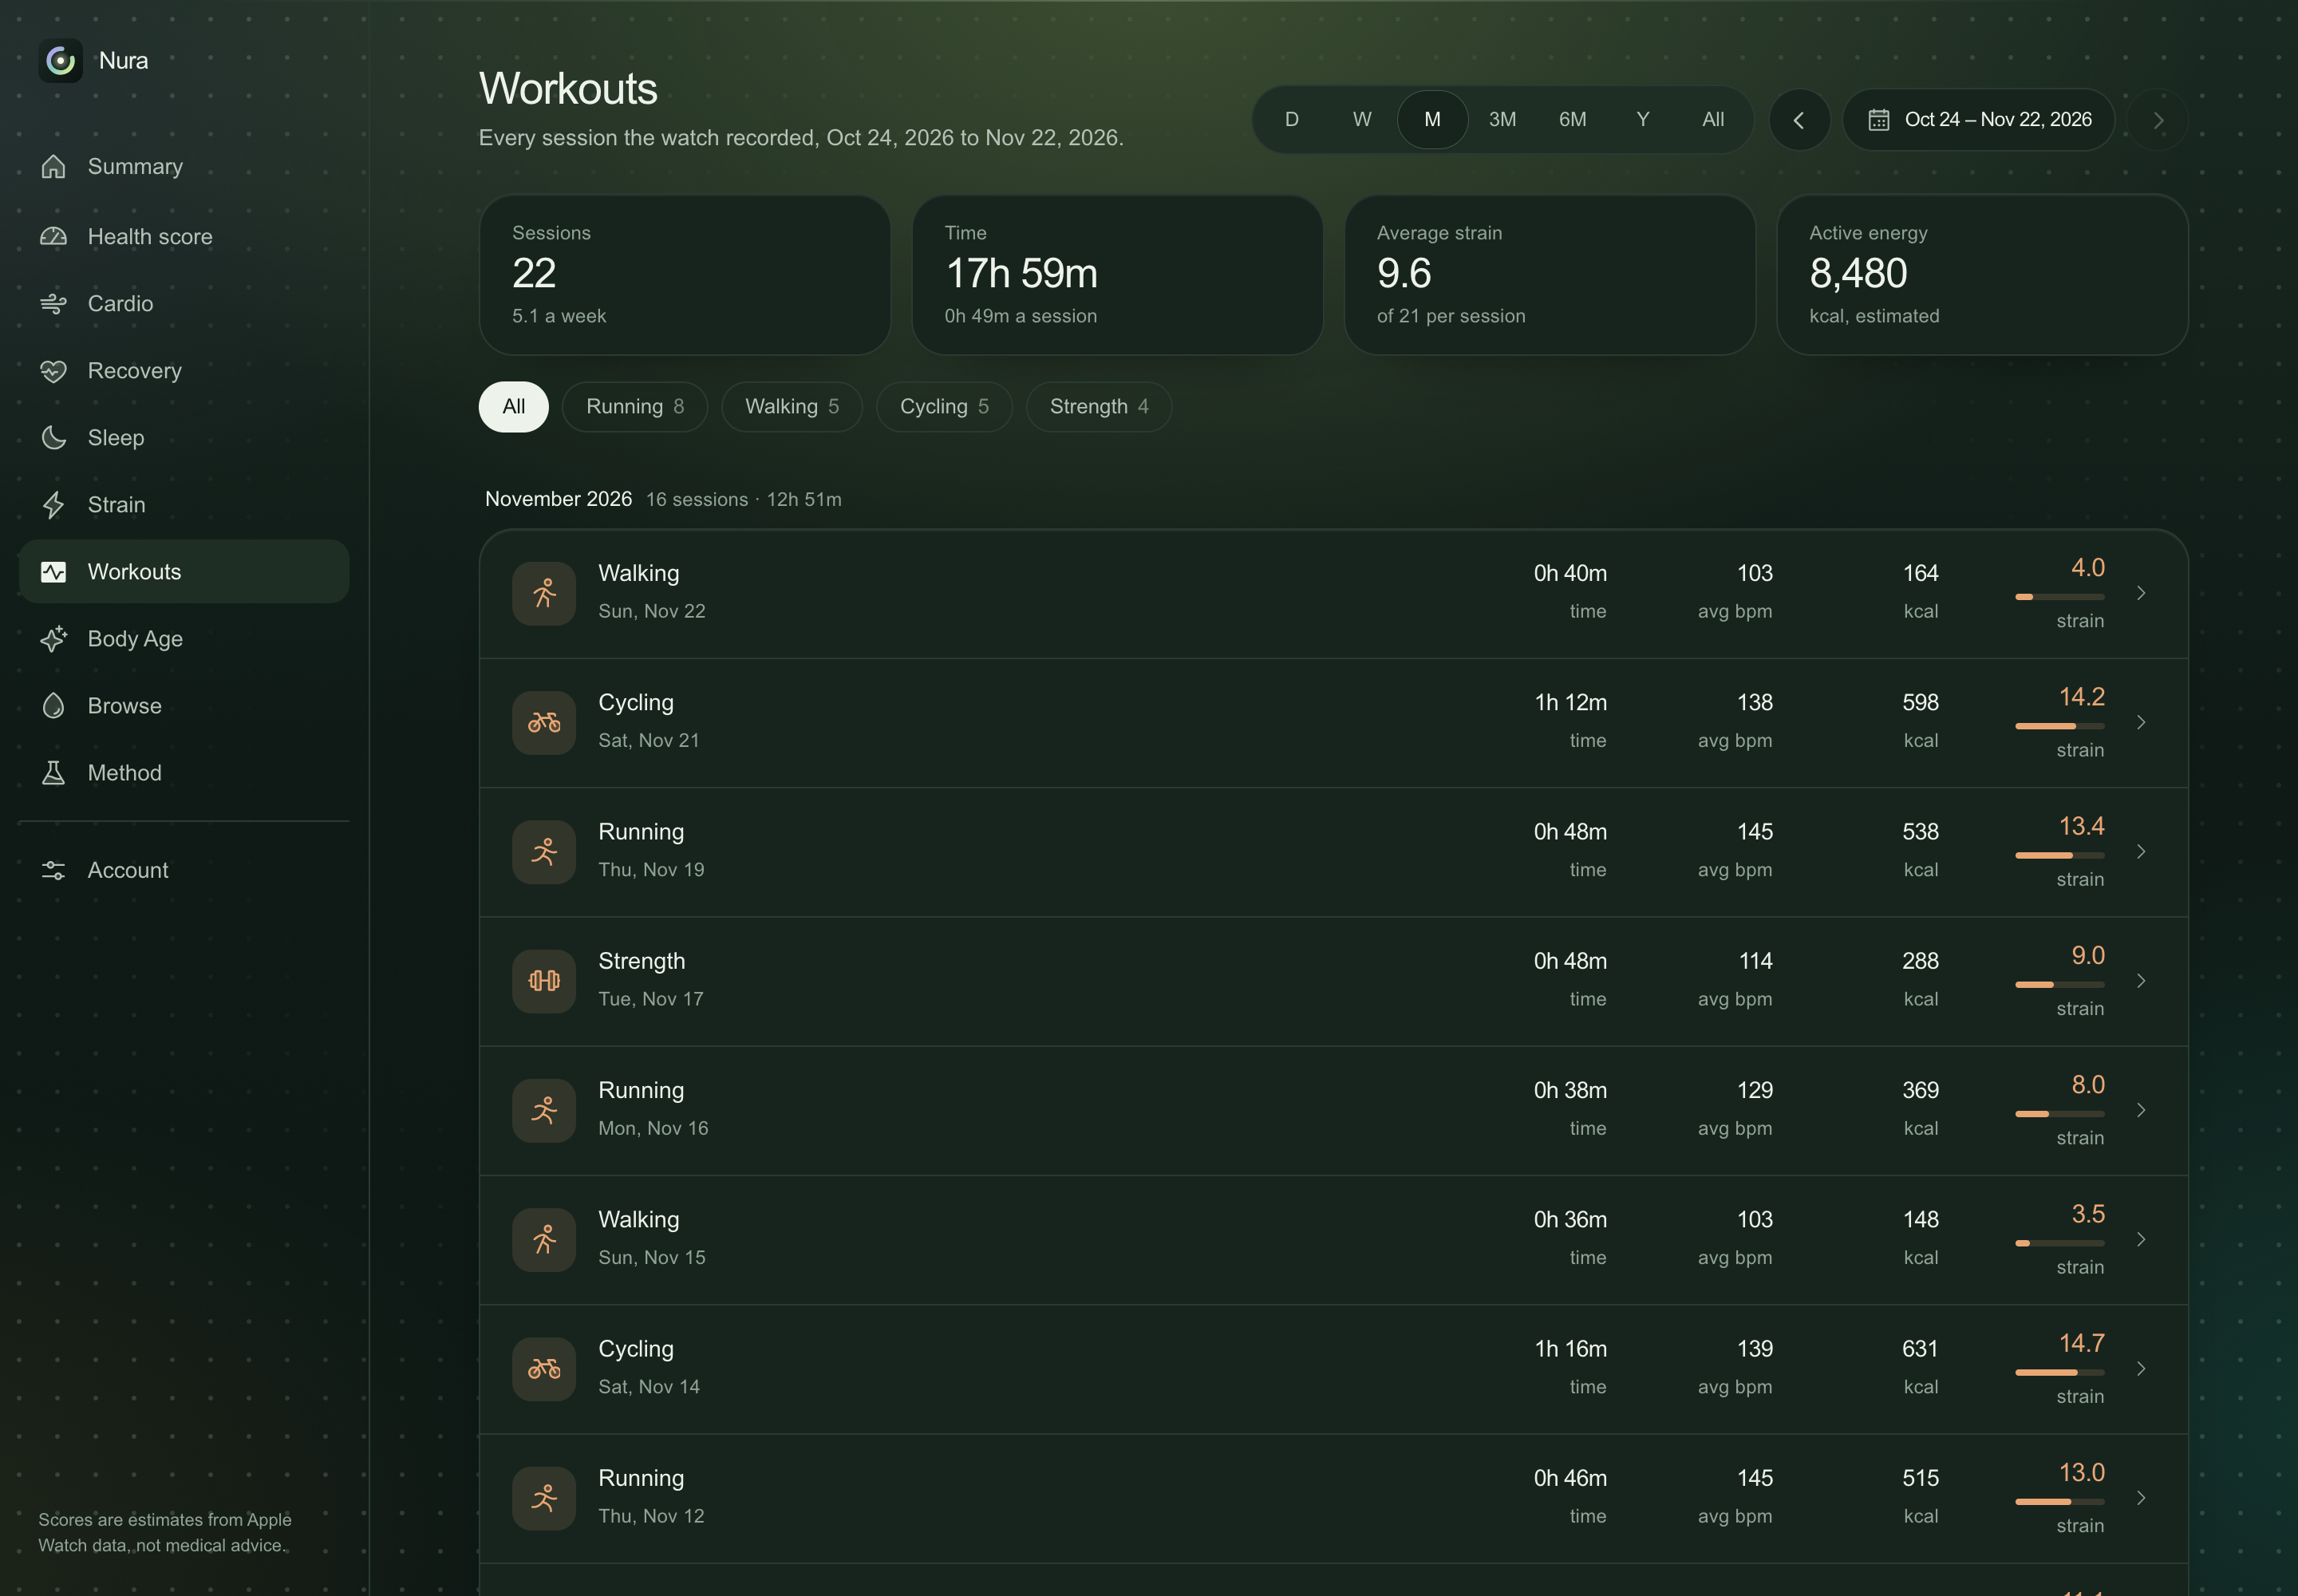 Nura
Summary
Health score
Cardio
Recovery
Sleep
Strain
Workouts
Body Age
Browse
Method
Account
Scores are estimates from Apple
Watch data, not medical advice.
Workouts
Every session the watch recorded, Oct 24, 2026 to Nov 22, 2026.
D W M 3M 6M Y All
Oct 24 – Nov 22, 2026
Sessions
22
5.1 a week
Time
17h 59m
0h 49m a session
Average strain
9.6
of 21 per session
Active energy
8,480
kcal, estimated
All Running 8 Walking 5 Cycling 5 Strength 4
November 2026 16 sessions · 12h 51m
Walking 0h 40m 103 164 4.0
Sun, Nov 22 time avg bpm kcal strain
Cycling 1h 12m 138 598 14.2
Sat, Nov 21 time avg bpm kcal strain
Running 0h 48m 145 538 13.4
Thu, Nov 19 time avg bpm kcal strain
Strength 0h 48m 114 288 9.0
Tue, Nov 17 time avg bpm kcal strain
Running 0h 38m 129 369 8.0
Mon, Nov 16 time avg bpm kcal strain
Walking 0h 36m 103 148 3.5
Sun, Nov 15 time avg bpm kcal strain
Cycling 1h 16m 139 631 14.7
Sat, Nov 14 time avg bpm kcal strain
Running 0h 46m 145 515 13.0
Thu, Nov 12 time avg bpm kcal strain